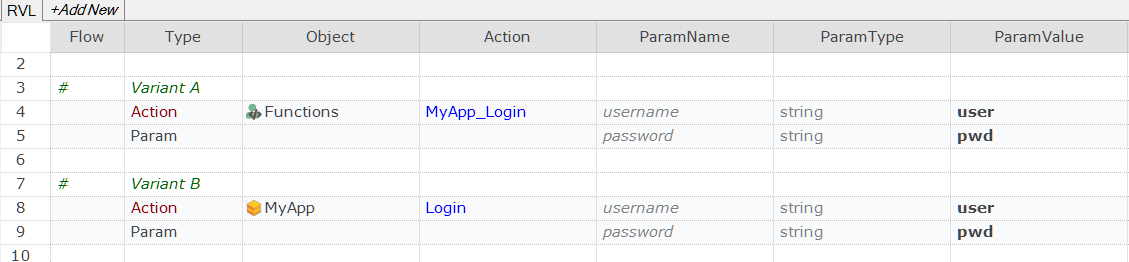 RVL +Add New
Flow Type Object Action ParamName ParamType ParamValue
2
3 # Variant A
4 Action Functions MyApp_Login username string user
5 Param password string pwd
6
7 # Variant B
8 Action MyApp Login username string user
9 Param password string pwd
10